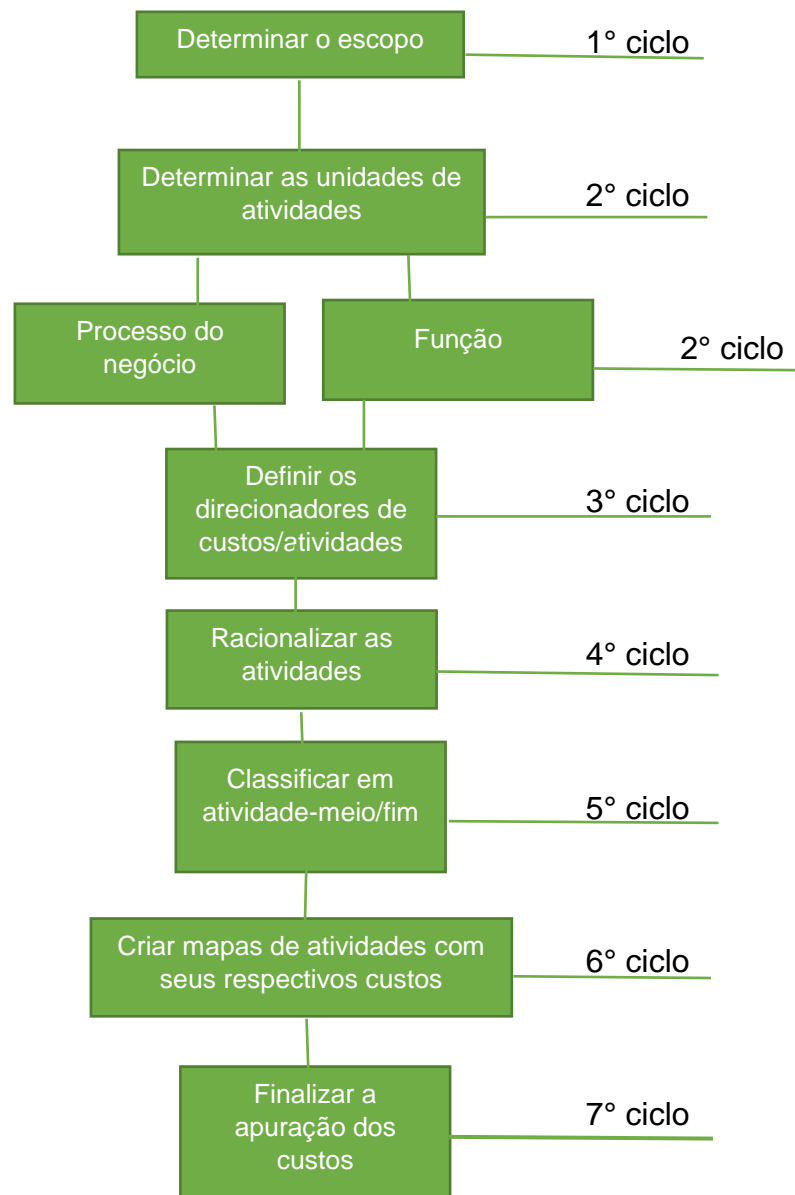 Determinar o escopo
1° ciclo
Determinar as unidades de
atividades
2° ciclo
Processo do
negócio
Função
2° ciclo
Definir os
direcionadores de
custos/atividades
3° ciclo
Racionalizar as
atividades
4° ciclo
Classificar em
atividade-meio/fim
5° ciclo
Criar mapas de atividades com
seus respectivos custos
6° ciclo
Finalizar a
apuração dos
custos
7° ciclo